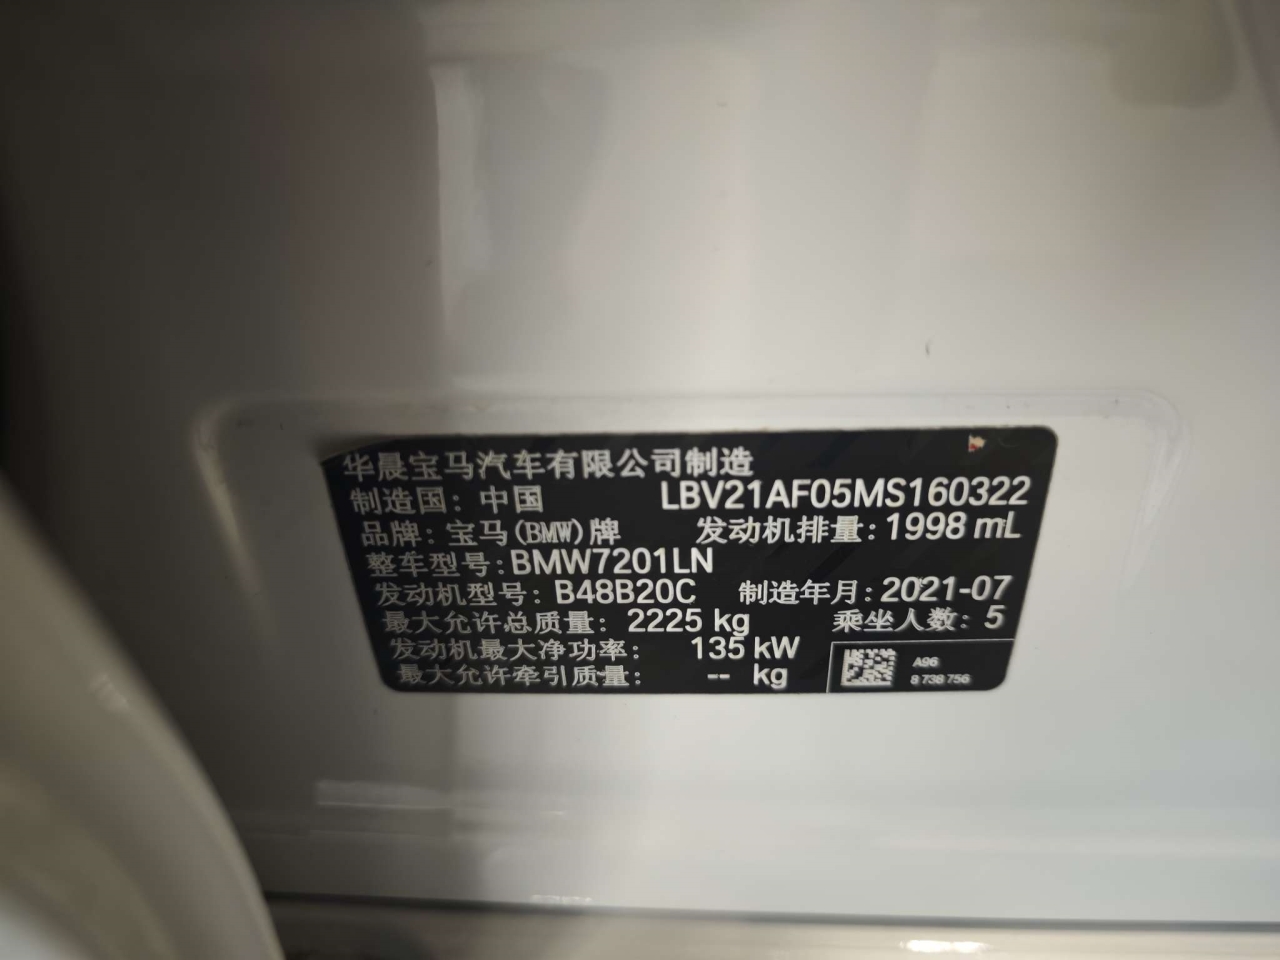 华晨宝马汽车有限公司制造
制造国：中国 LBV21AF05MS160322
品牌：宝马(BMW)牌 发动机排量：1998 mL
整车型号：BMW7201LN
发动机型号：B48B20C 制造年月：2021-07
最大允许总质量：2225 kg 乘坐人数：5
发动机最大净功率：135 kW
最大允许牵引质量：-- kg
A96
8 738 756